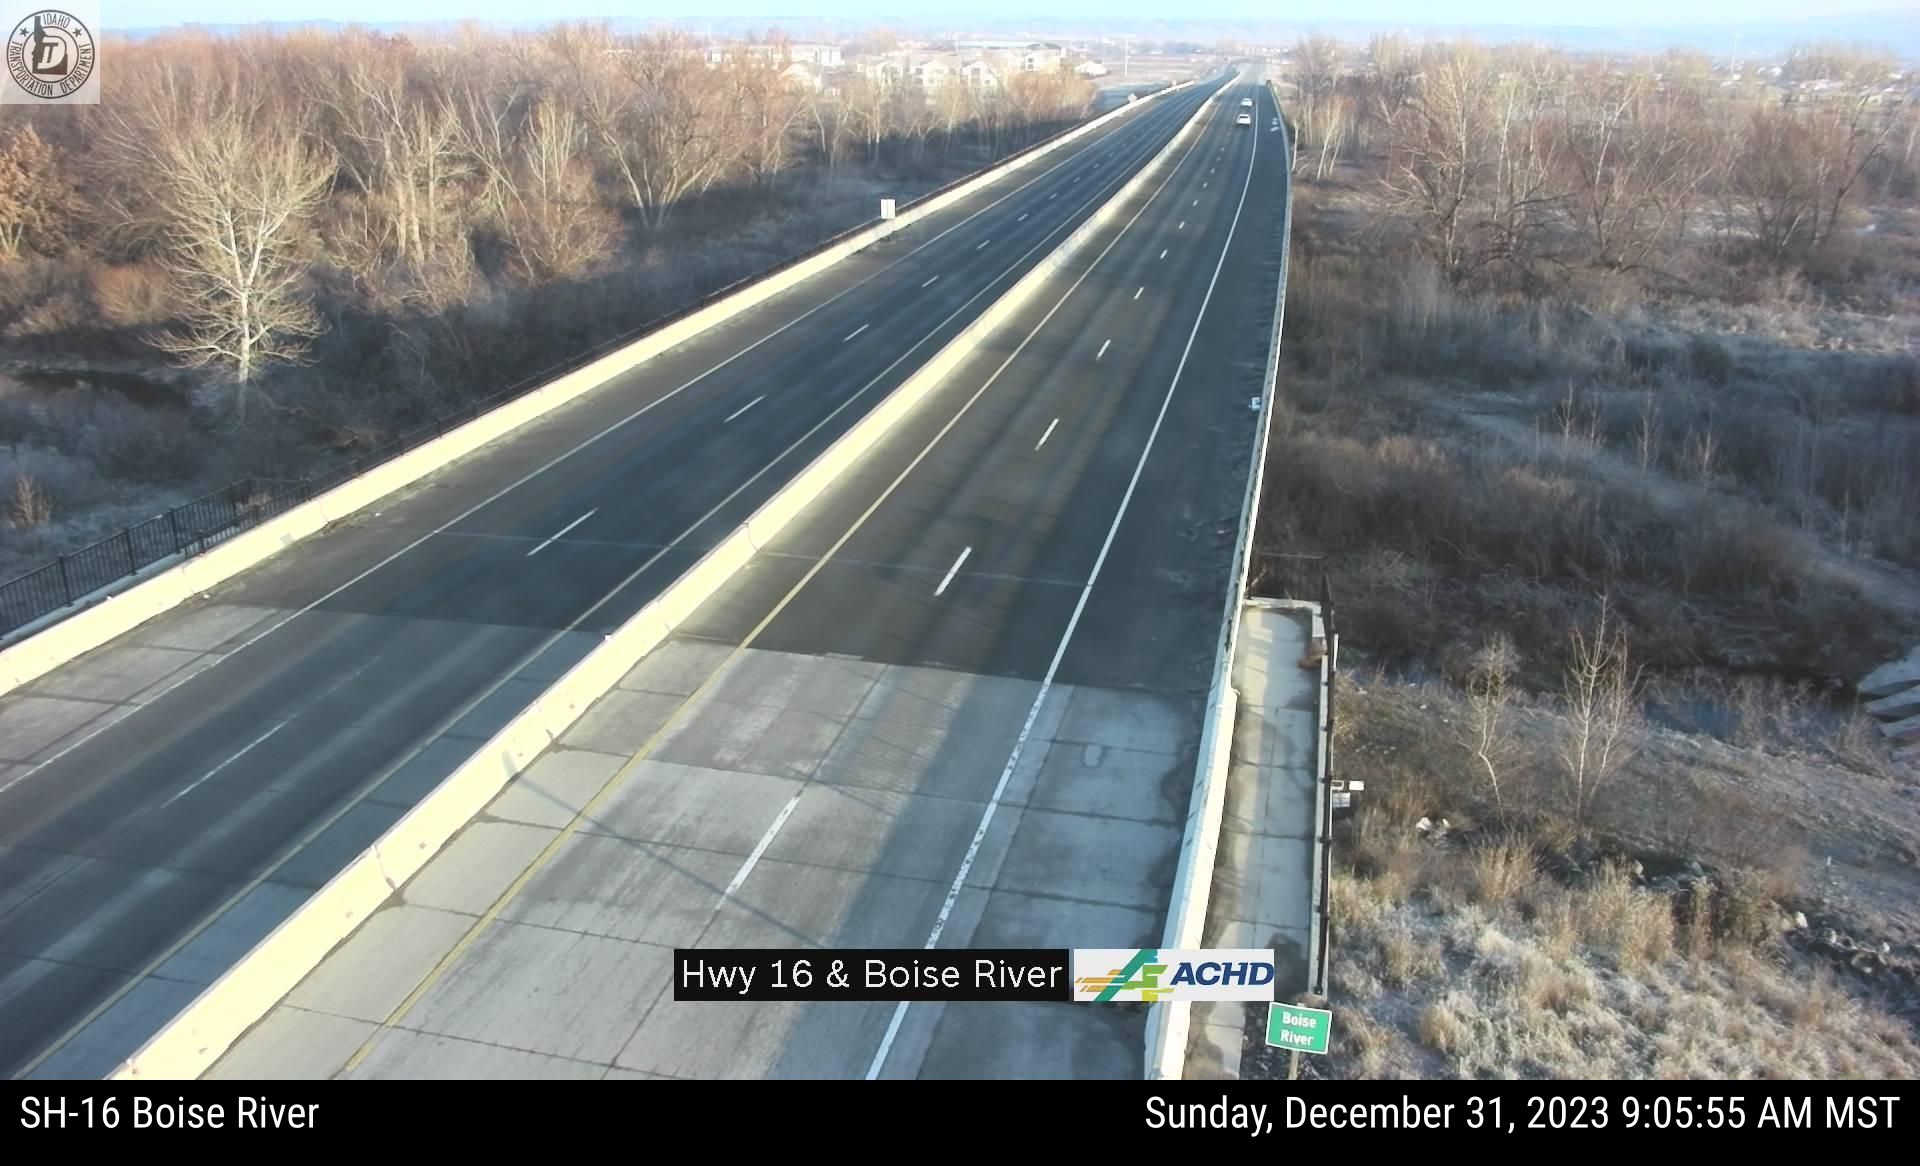 IDAHO
TRANSPORTATION DEPARTMENT
Hwy 16 & Boise River
ACHD
Boise
River
SH-16 Boise River
Sunday, December 31, 2023 9:05:55 AM MST